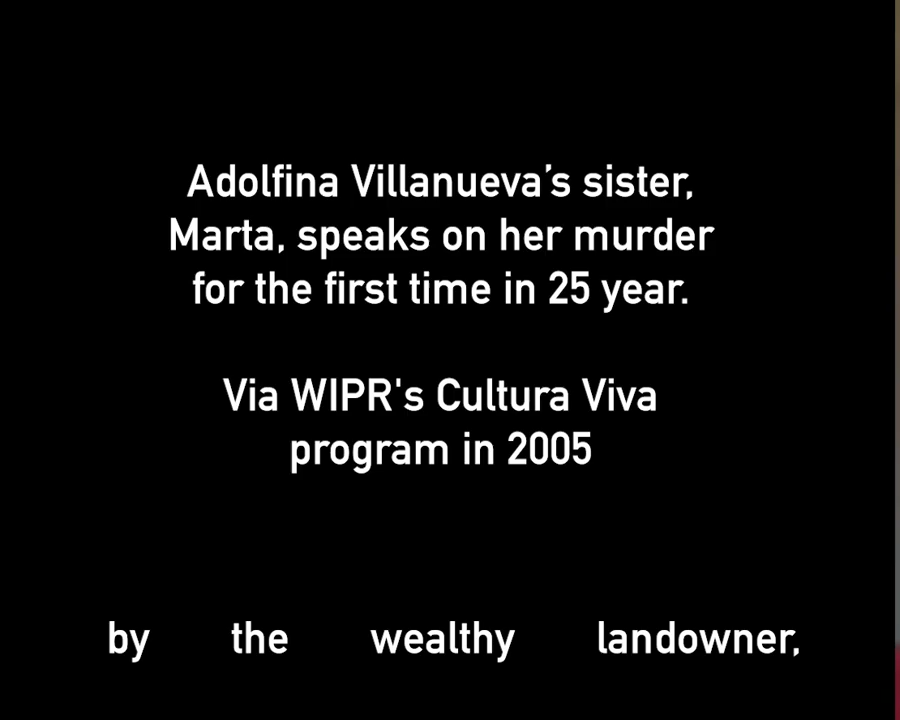 Adolfina Villanueva’s sister,
Marta, speaks on her murder
for the first time in 25 year.
Via WIPR's Cultura Viva
program in 2005
by the wealthy landowner,